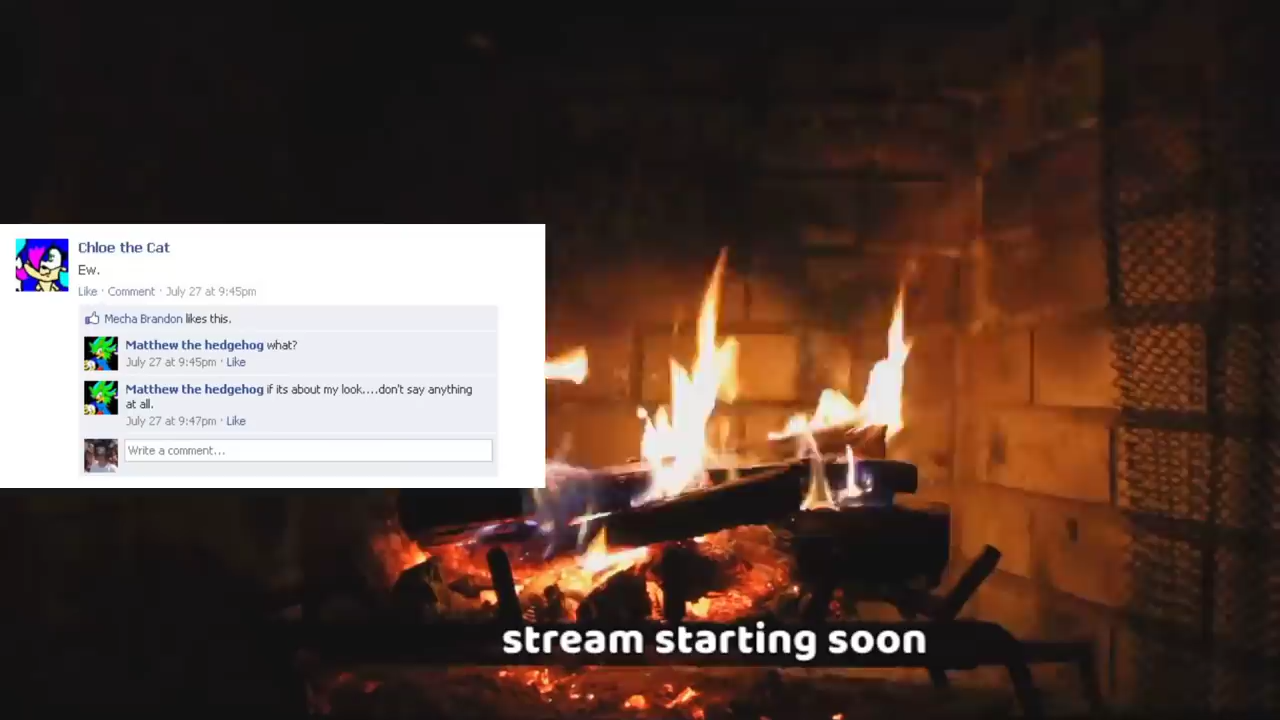 Chloe the Cat
Ew.
Like · Comment · July 27 at 9:45pm
Mecha Brandon likes this.
Matthew the hedgehog what?
July 27 at 9:45pm · Like
Matthew the hedgehog if its about my look....don't say anything
at all.
July 27 at 9:47pm · Like
Write a comment...
stream starting soon